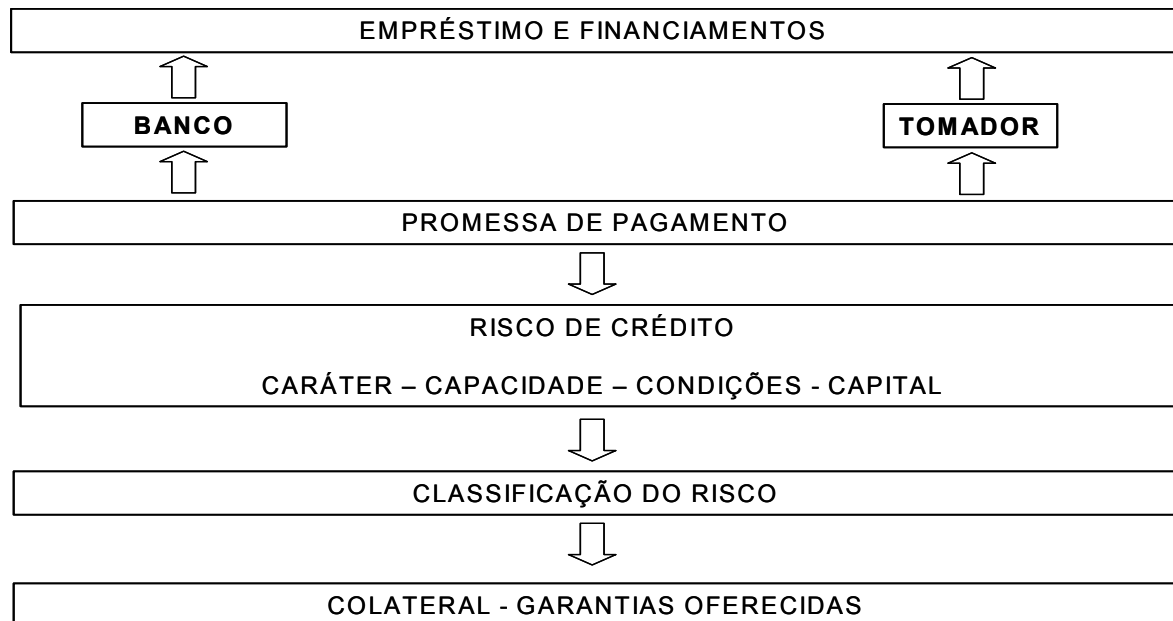 EMPRÉSTIMO E FINANCIAMENTOS
BANCO
TOMADOR
PROMESSA DE PAGAMENTO
RISCO DE CRÉDITO
CARÁTER – CAPACIDADE – CONDIÇÕES - CAPITAL
CLASSIFICAÇÃO DO RISCO
COLATERAL - GARANTIAS OFERECIDAS